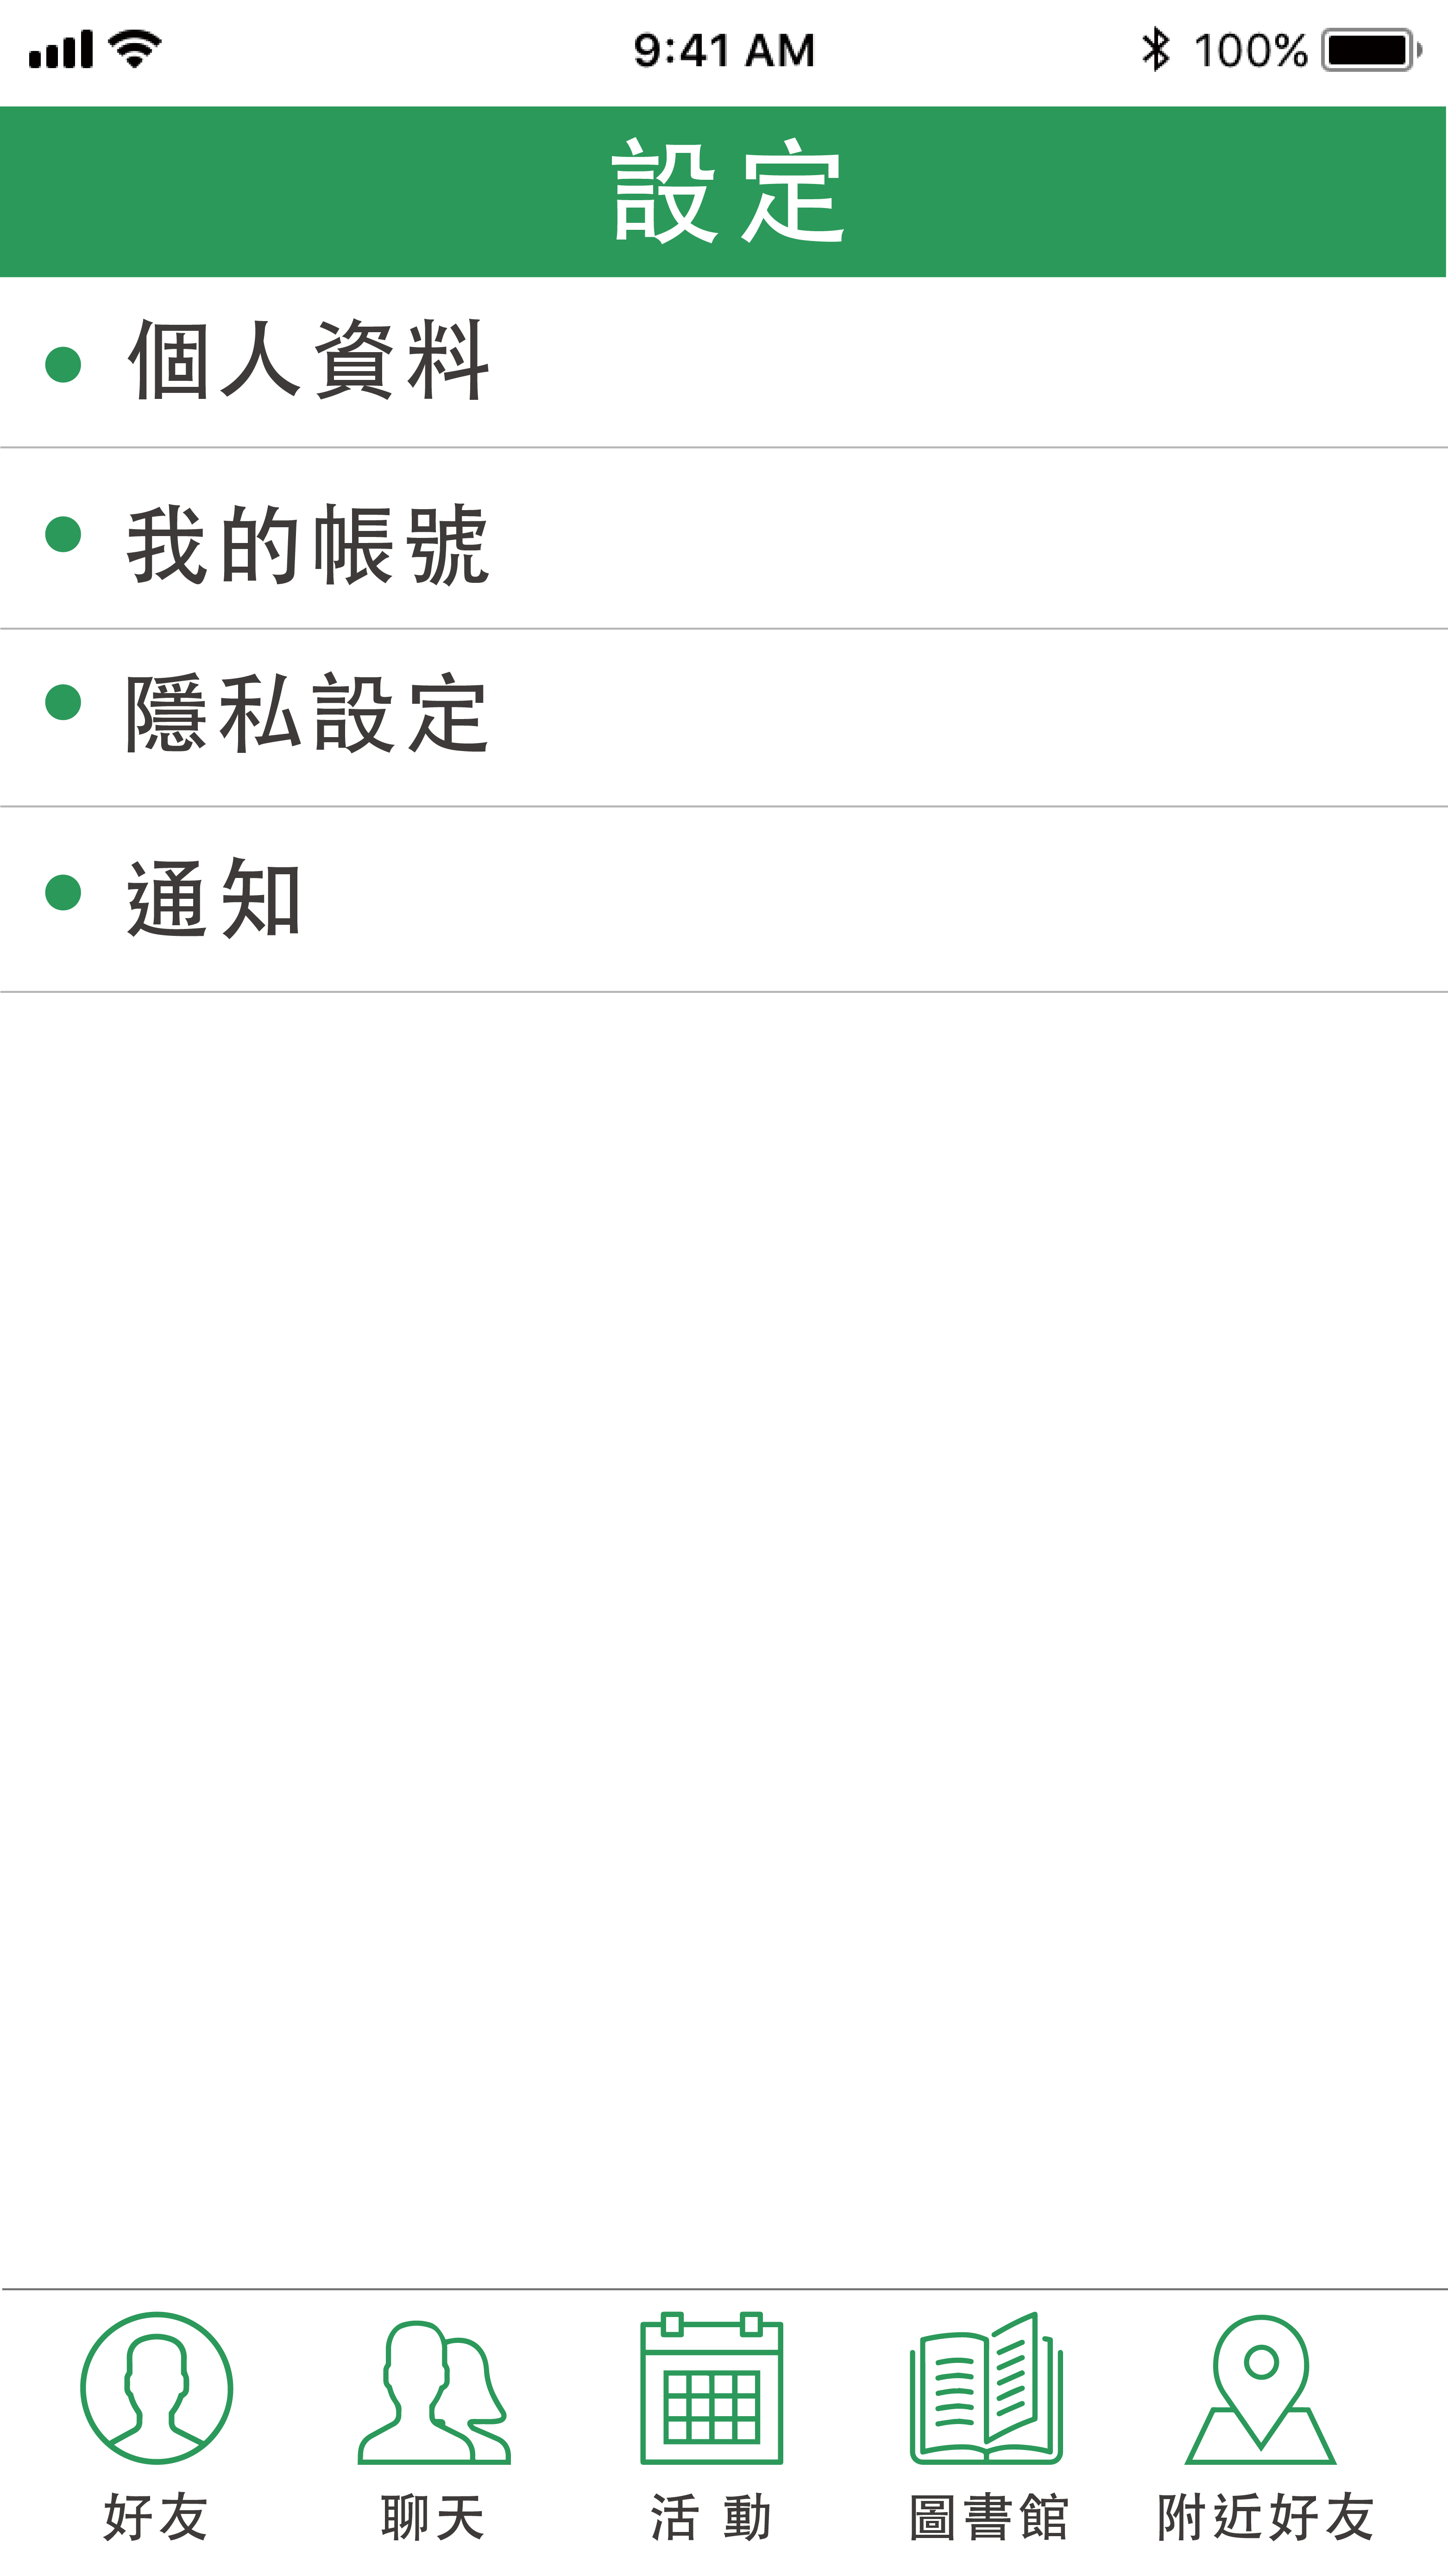 9:41 AM 100%
設定
個人資料
我的帳號
隱私設定
通知
好友 聊天 活動 圖書館 附近好友